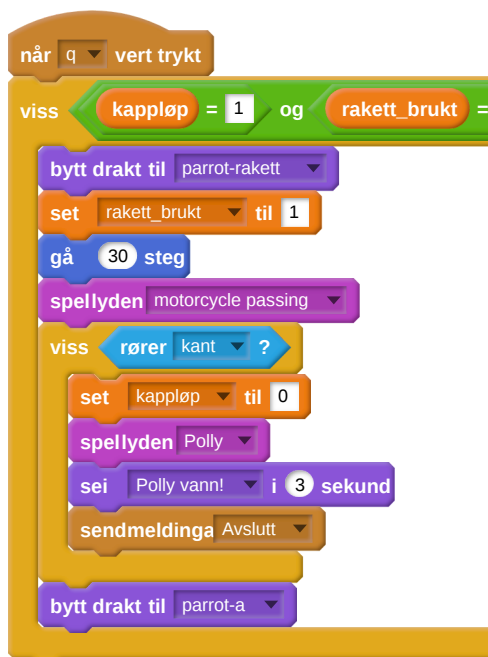 når q vert trykt
viss kappløp = 1 og rakett_brukt =
bytt drakt til parrot-rakett
set rakett_brukt til 1
gå 30 steg
spellyden motorcycle passing
viss rører kant ?
set kappløp til 0
spellyden Polly
sei Polly vann! i 3 sekund
sendmeldinga Avslutt
bytt drakt til parrot-a